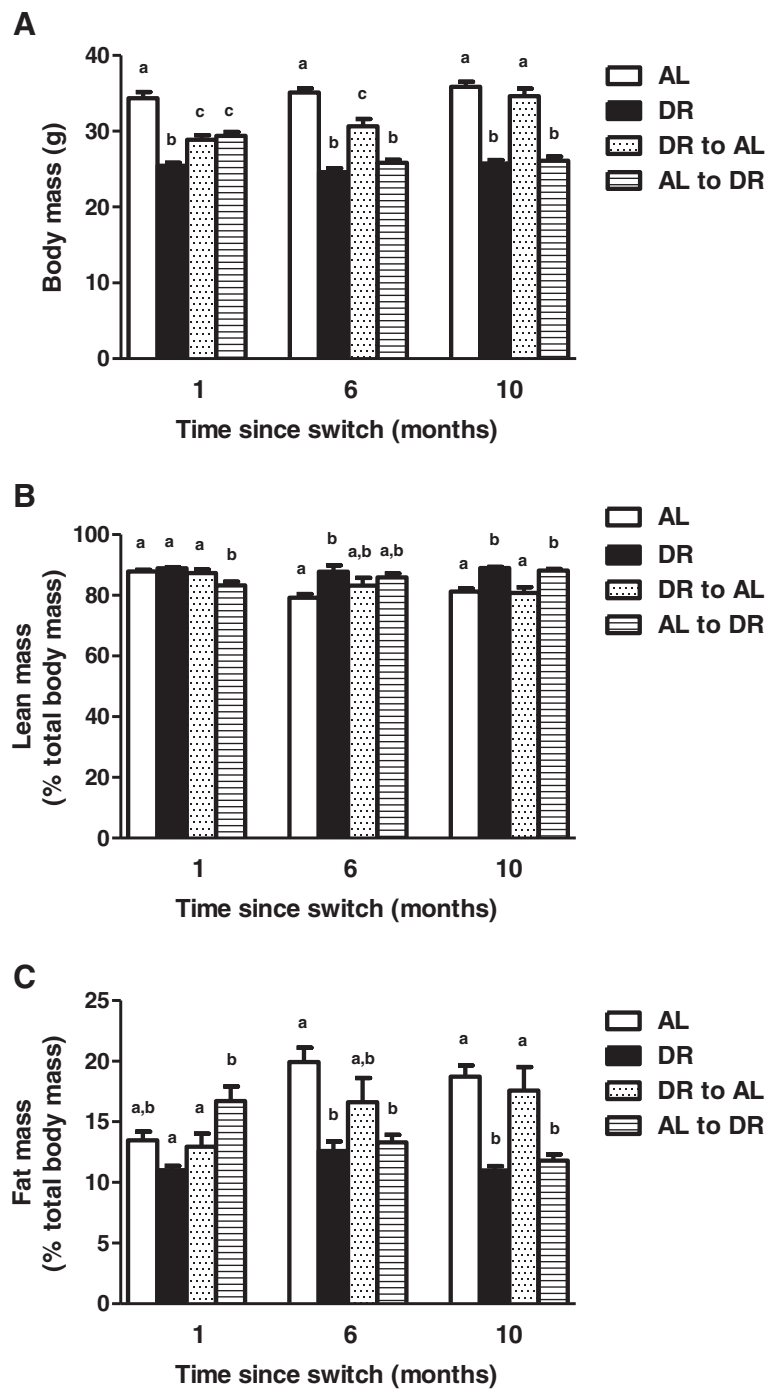 A
40
30
20
10
0
Body mass (g)
a
b
c
c
a
b
c
b
a
b
a
b
1
6
10
Time since switch (months)
AL
DR
DR to AL
AL to DR
B
100
80
60
40
20
0
Lean mass
(% total body mass)
a
a
a
b
a
b
a,b
a,b
a
b
a
b
1
6
10
Time since switch (months)
AL
DR
DR to AL
AL to DR
C
25
20
15
10
5
0
Fat mass
(% total body mass)
a,b
a
a
b
a
b
a,b
b
a
b
a
b
1
6
10
Time since switch (months)
AL
DR
DR to AL
AL to DR